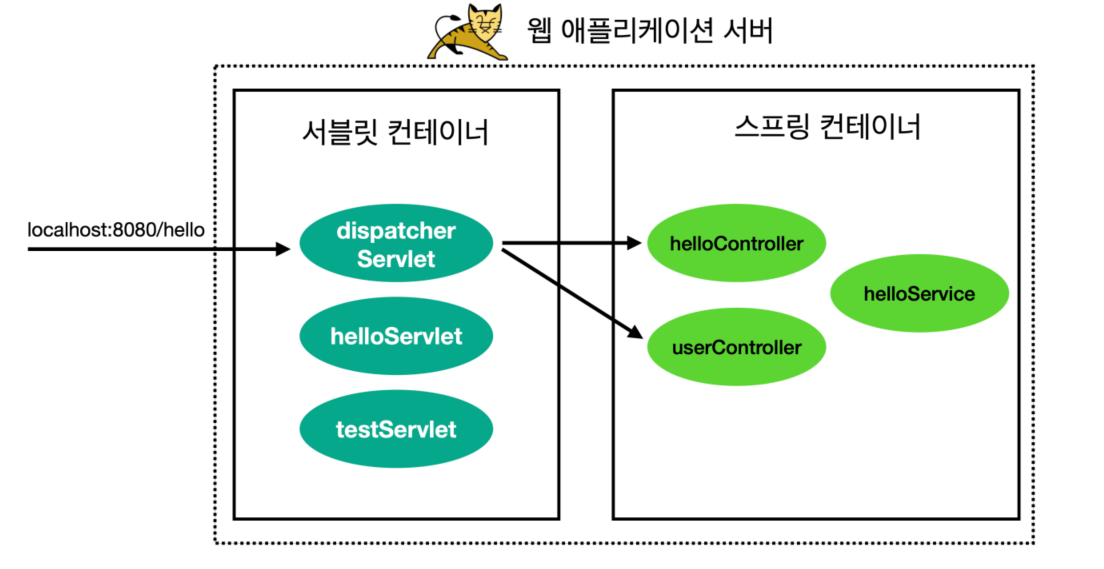 웹 애플리케이션 서버
서블릿 컨테이너
스프링 컨테이너
localhost:8080/hello
dispatcher
Servlet
helloController
helloService
helloServlet
userController
testServlet